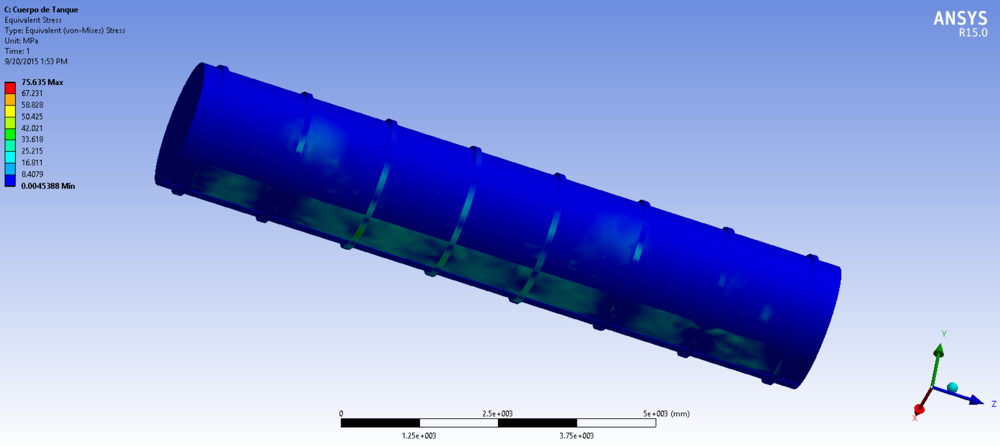 C: Cuerpo de Tanque
Equivalent Stress
Type: Equivalent (von-Mises) Stress
Unit: MPa
Time: 1
9/20/2015 1:53 PM
ANSYS
R15.0
75.635 Max
67.231
58.828
50.425
42.021
33.618
25.215
16.811
8.4079
0.0045388 Min
0 2.5e+003 5e+003 (mm)
1.25e+003 3.75e+003
Y
Z
X